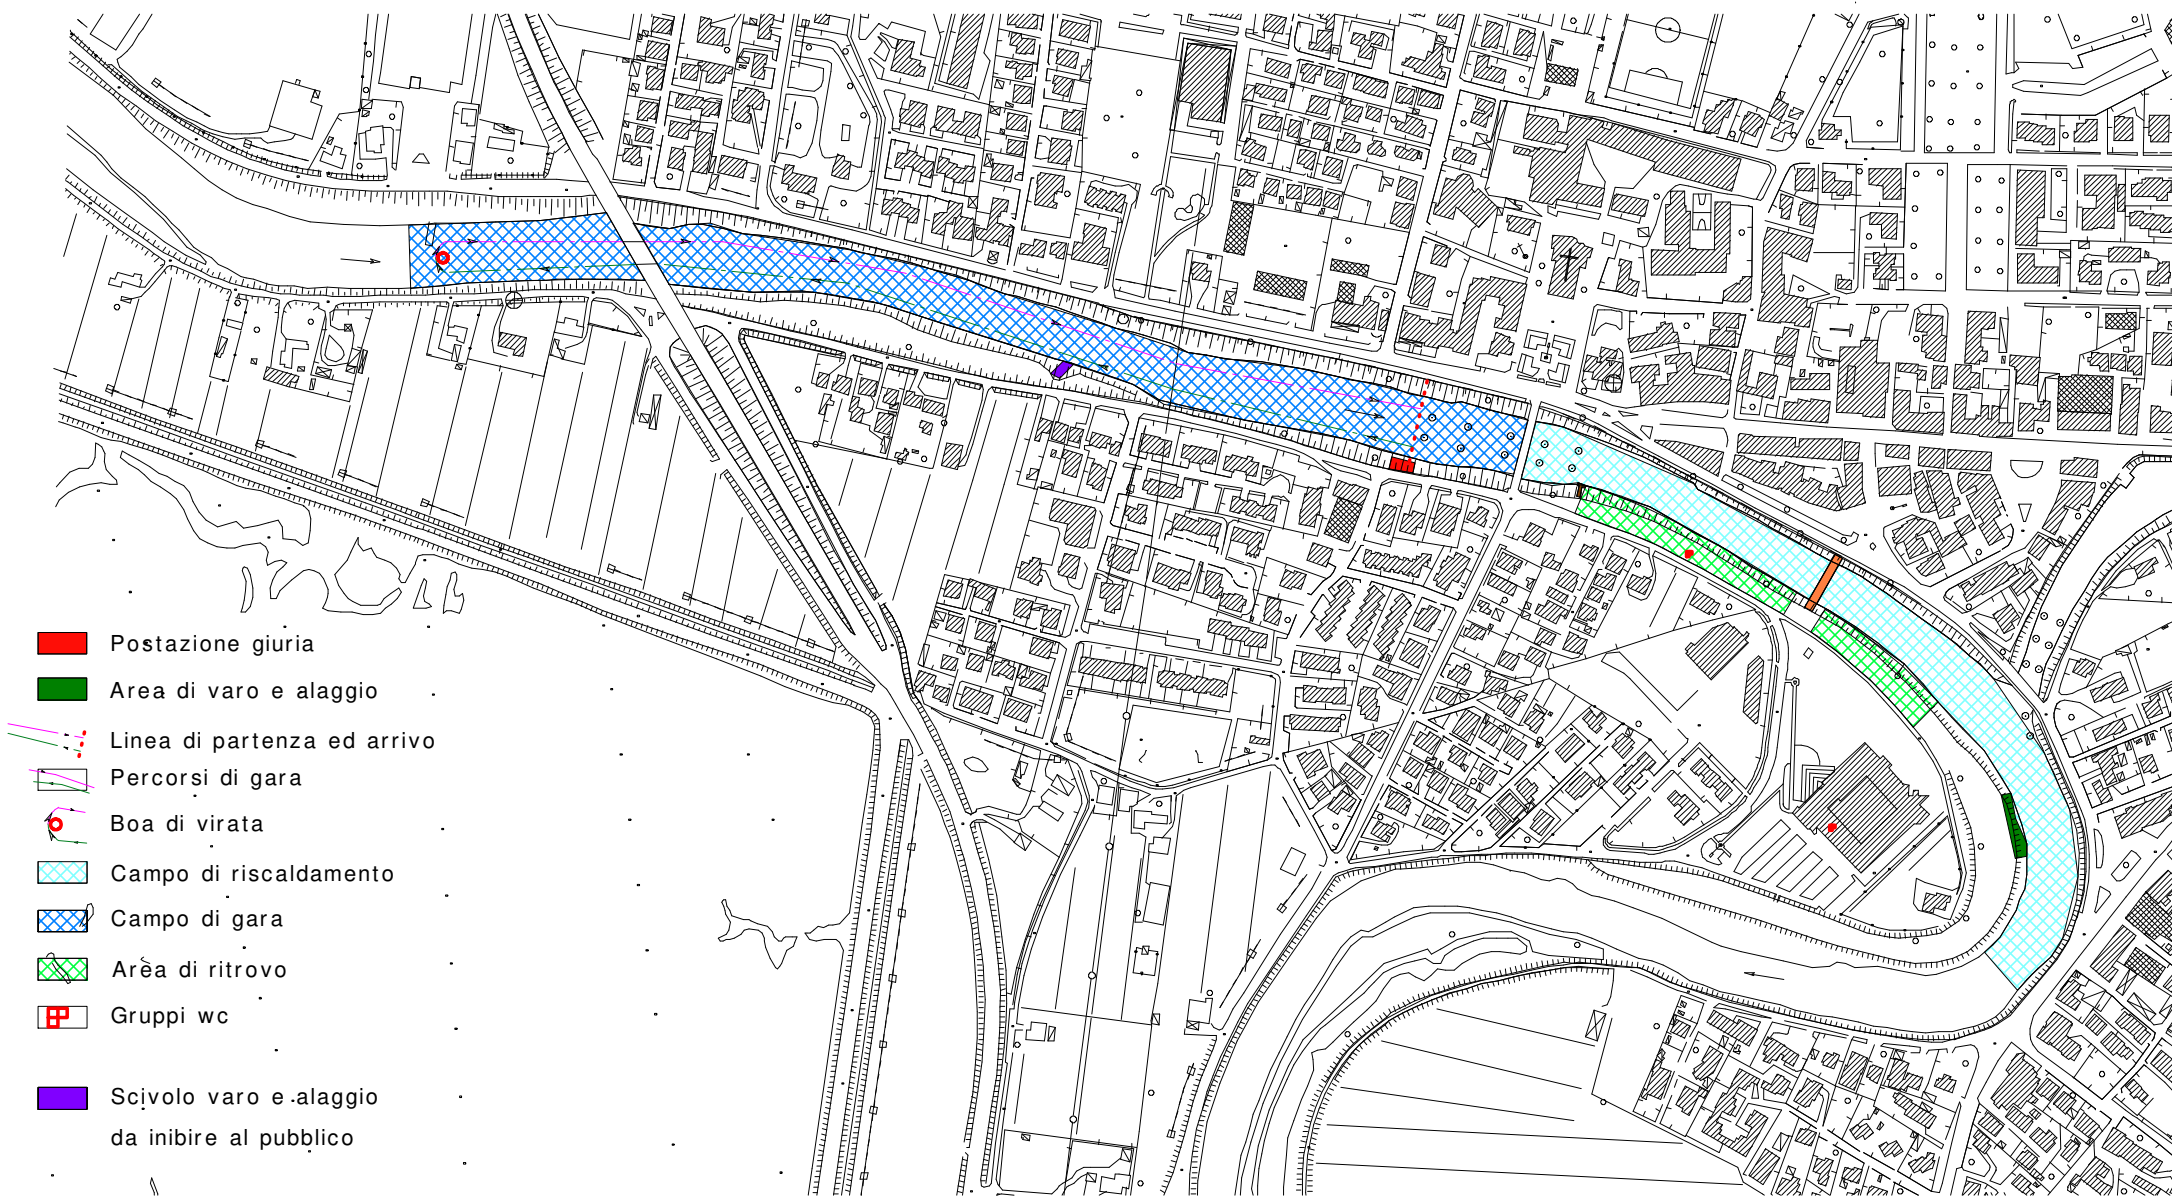 Postazione giuria
Area di varo e alaggio
Linea di partenza ed arrivo
Percorsi di gara
Boa di virata
Campo di riscaldamento
Campo di gara
Area di ritrovo
Gruppi wc
Scivolo varo e alaggio
da inibire al pubblico